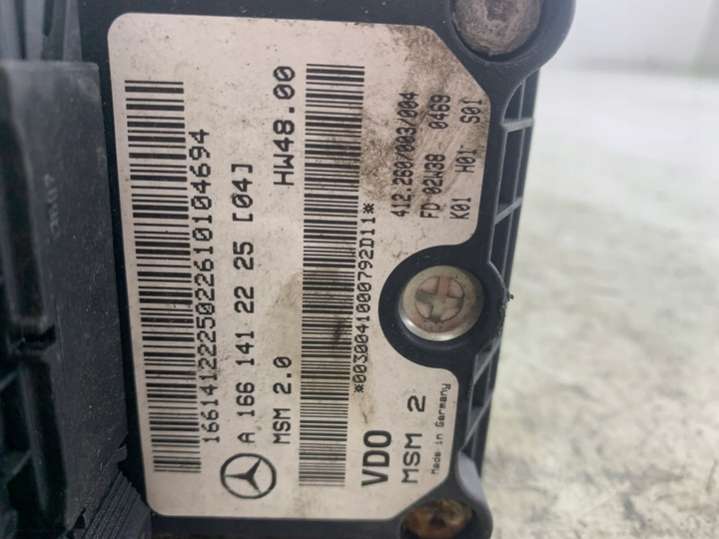 1661412225022610104694
A 166 141 22 25 [04]
MSM 2.0
HW48.00
*003004100079 2D11*
VDO
MSM 2
Made in Germany
412.260/003/004
FD 02W38 0469
K01 H01 S01